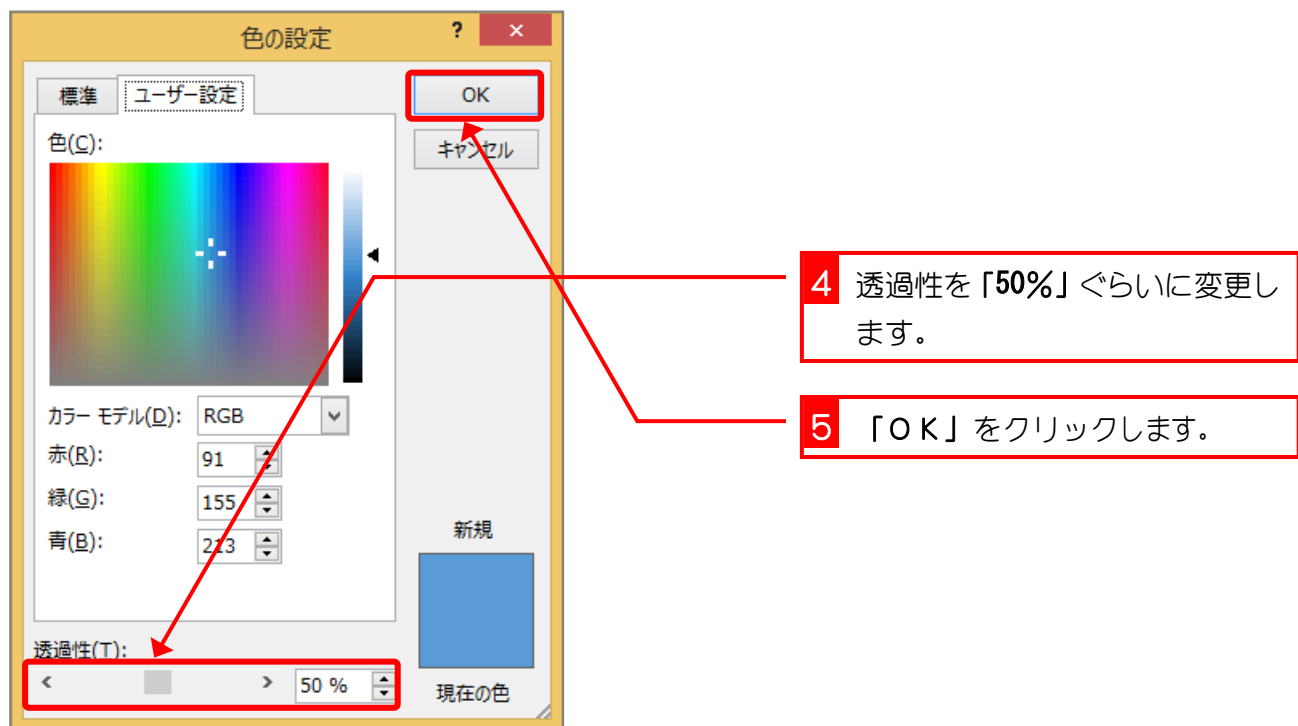 色の設定
?
×
標準
ユーザー設定
OK
キャンセル
色(C):
カラー モデル(D): RGB
赤(R): 91
緑(G): 155
青(B): 213
新規
現在の色
透過性(T):
50 %
4 透過性を「50%」ぐらいに変更し
ます。
5 「ＯＫ」をクリックします。